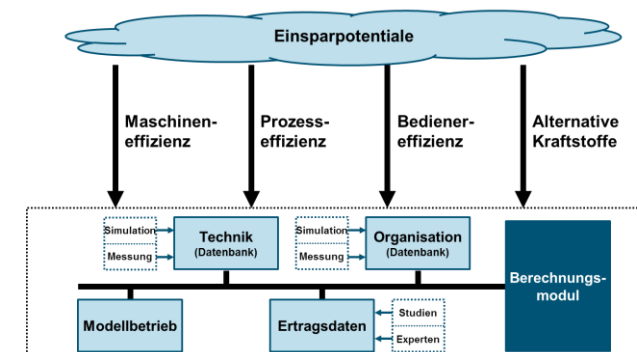 Einsparpotentiale
Maschinen-
effizienz
Prozess-
effizienz
Bediener-
effizienz
Alternative
Kraftstoffe
Simulation
Messung
Technik
(Datenbank)
Simulation
Messung
Organisation
(Datenbank)
Berechnungs-
modul
Modellbetrieb
Ertragsdaten
Studien
Experten